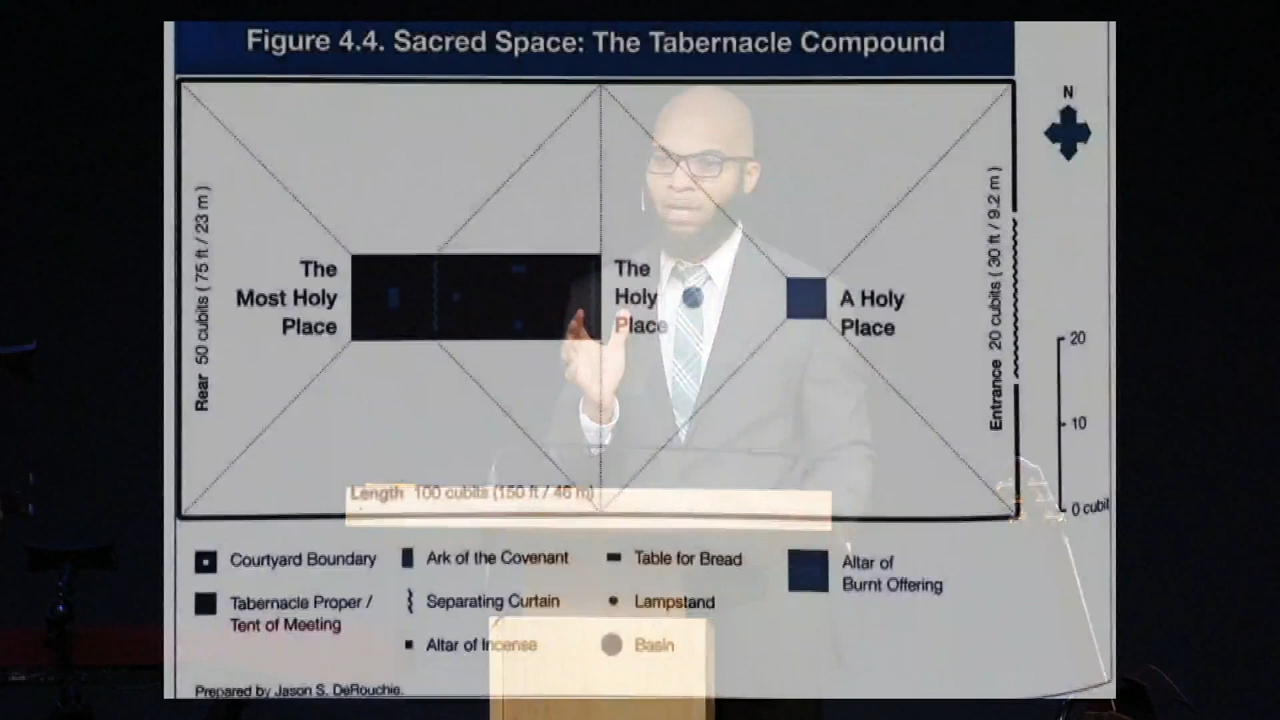 Figure 4.4. Sacred Space: The Tabernacle Compound
N
Rear 50 cubits ( 75 ft / 23 m )
The
Most Holy
Place
The
Holy
Place
A Holy
Place
Entrance 20 cubits ( 30 ft / 9.2 m )
20
10
0 cubit
Length 100 cubits (150 ft / 46 m)
Courtyard Boundary
Ark of the Covenant
Table for Bread
Altar of
Burnt Offering
Tabernacle Proper /
Tent of Meeting
Separating Curtain
Lampstand
Altar of Incense
Basin
Prepared by Jason S. DeRouchie.